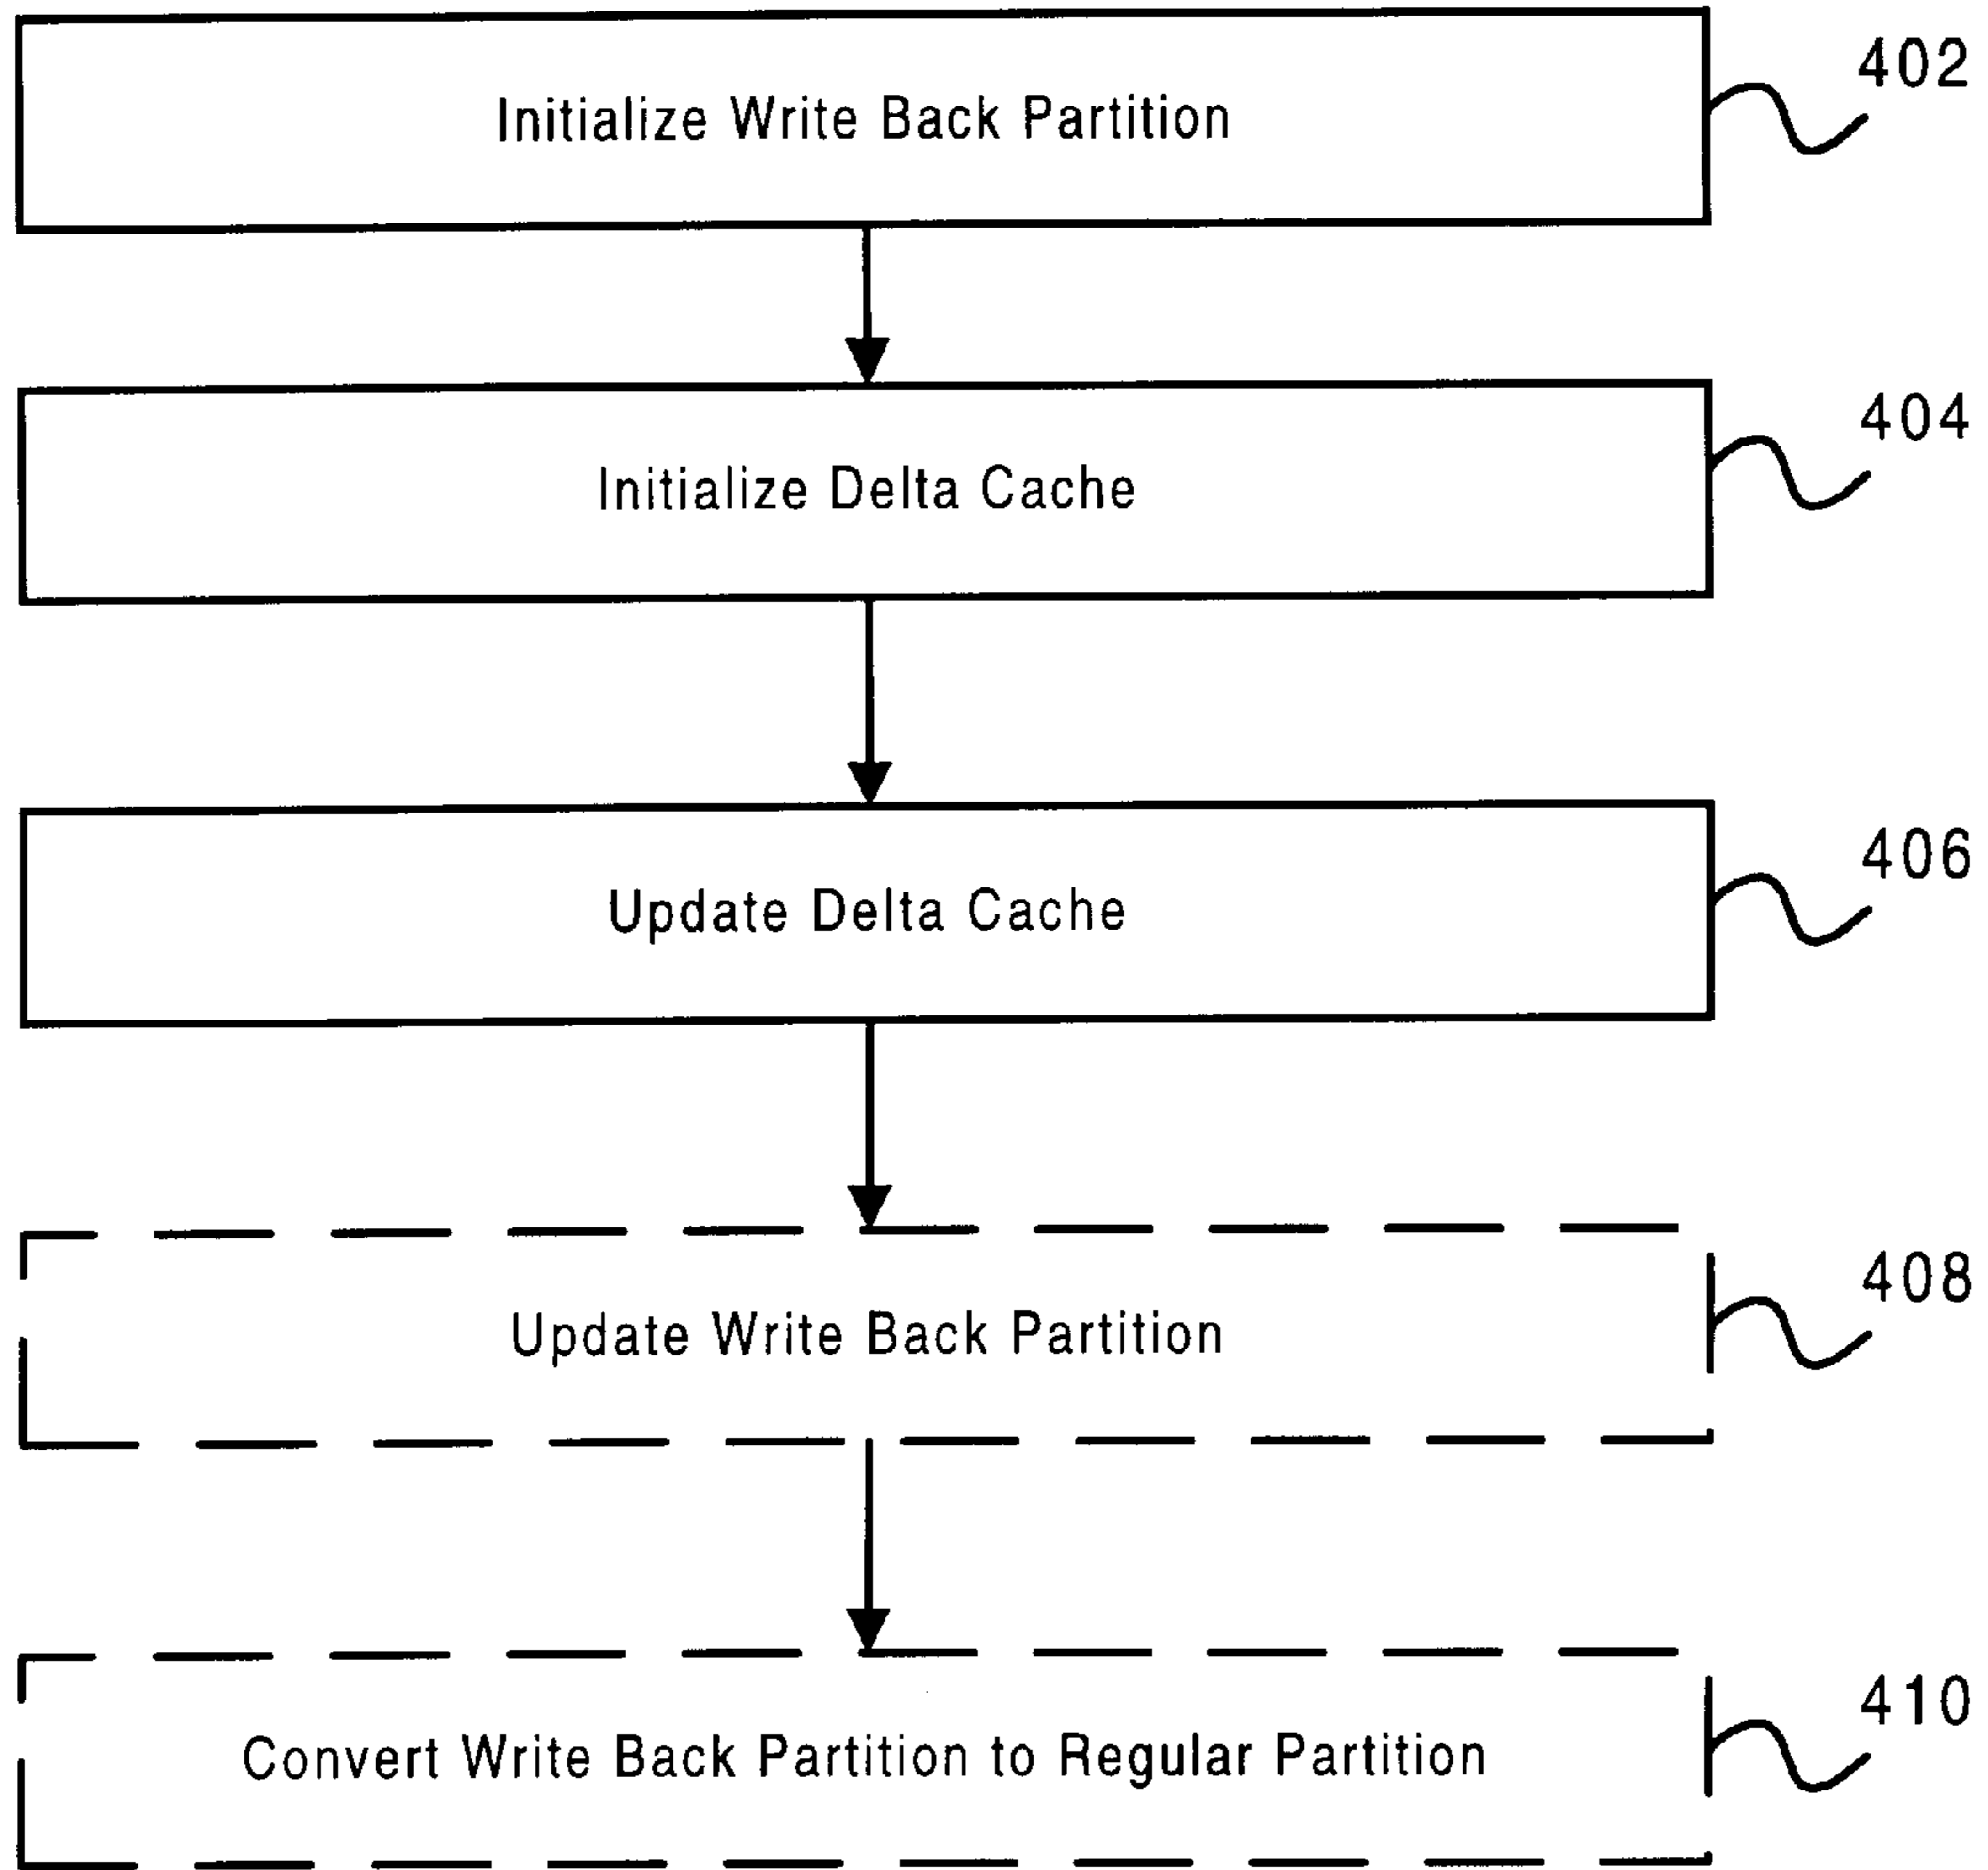 Initialize Write Back Partition
402
Initialize Delta Cache
404
Update Delta Cache
406
Update Write Back Partition
408
Convert Write Back Partition to Regular Partition
410